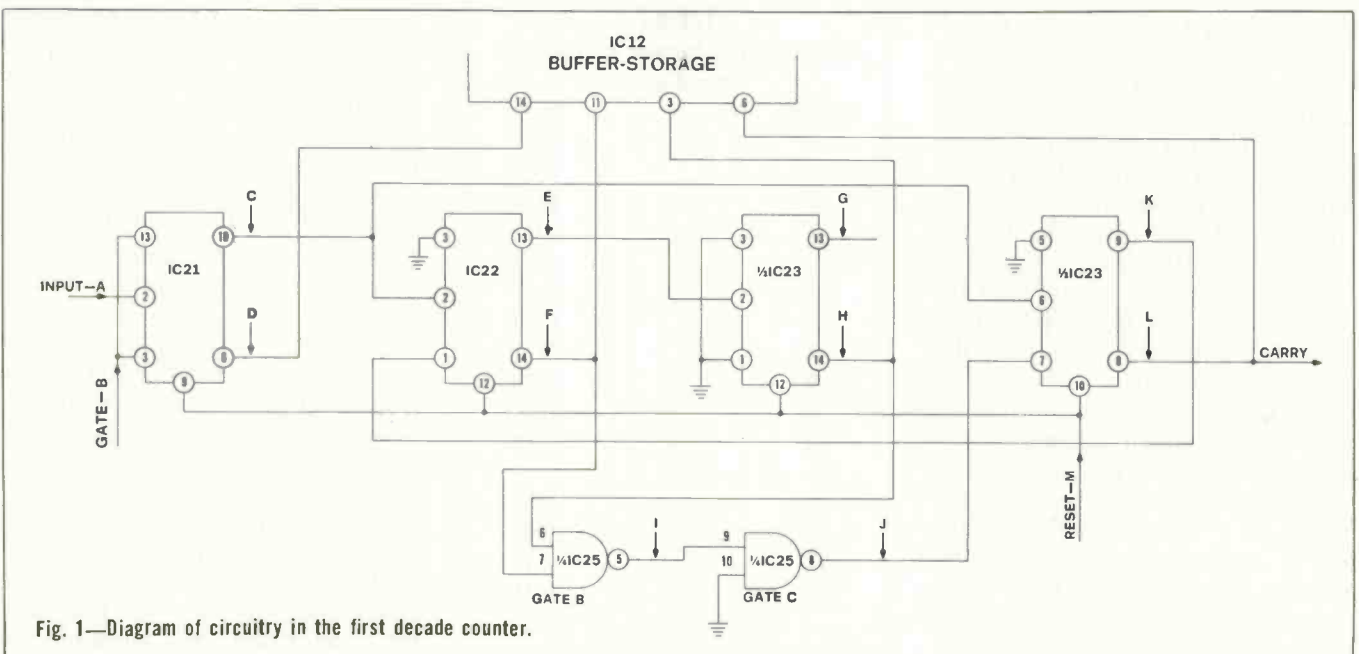 IC12
BUFFER-STORAGE
14 11 3 6
C E G K
13 10 3 13 3 13 5 9
IC21 IC22 ½IC23 ½IC23
INPUT—A 2 2 2 6
D F H L
3 8 1 14 1 14 7 8 CARRY
9 12 12 10
GATE—B
RESET—M
6 I 9 J
7 ¼IC25 5 10 ¼IC25 8
GATE B GATE C
Fig. 1—Diagram of circuitry in the first decade counter.